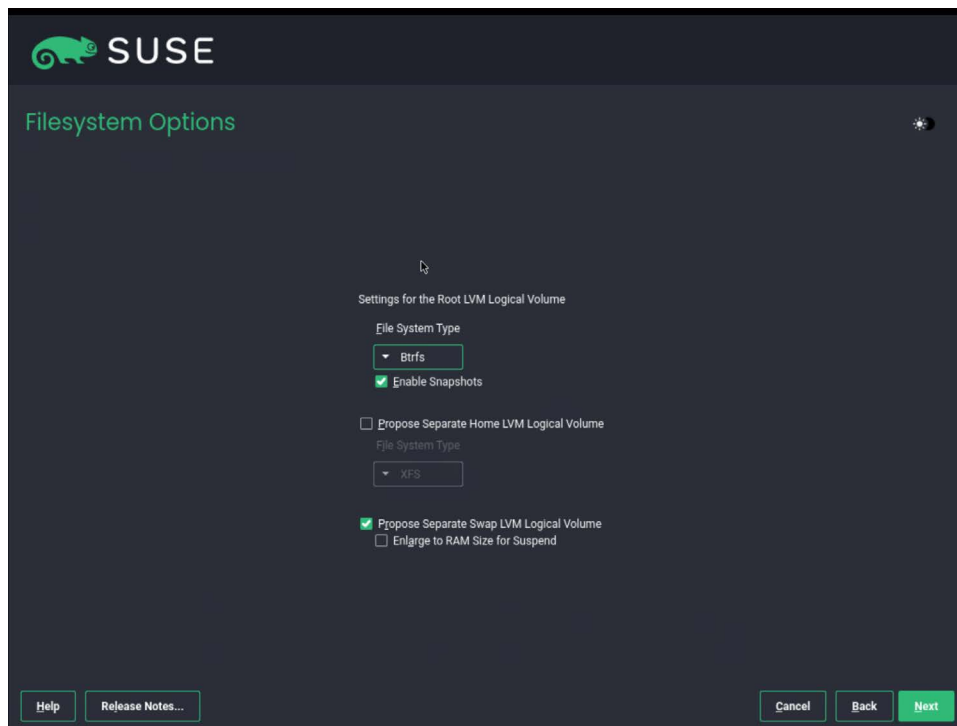 SUSE
Filesystem Options
Settings for the Root LVM Logical Volume
File System Type
Btrfs
Enable Snapshots
Propose Separate Home LVM Logical Volume
File System Type
XFS
Propose Separate Swap LVM Logical Volume
Enlarge to RAM Size for Suspend
Help
Release Notes...
Cancel
Back
Next